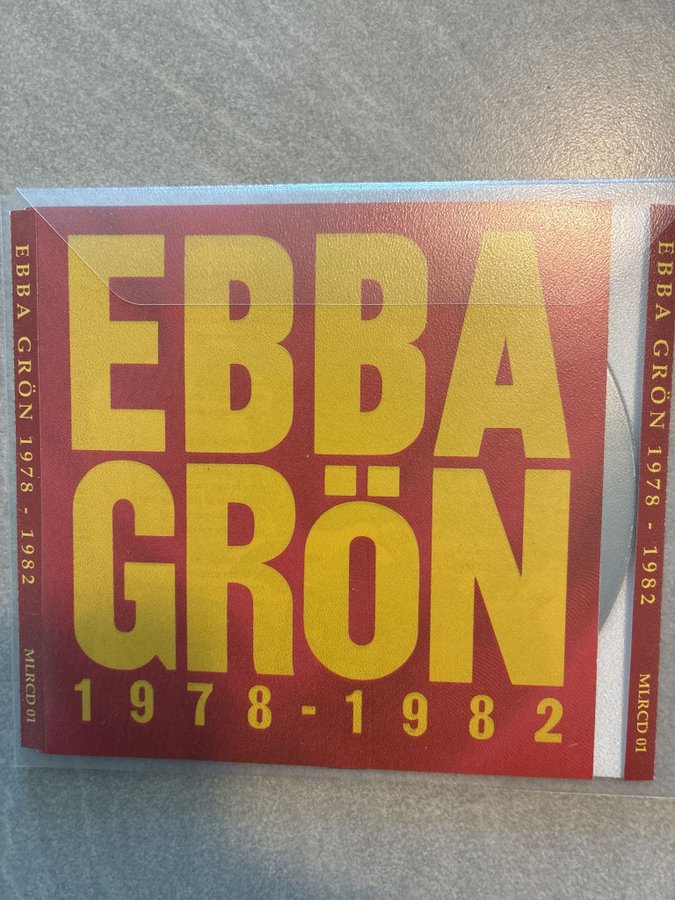 EBBA GRÖN 1978 - 1982
MLRCD 01
EBBA
GRÖN
1978-1982
EBBA GRÖN 1978 - 1982
MLRCD 01